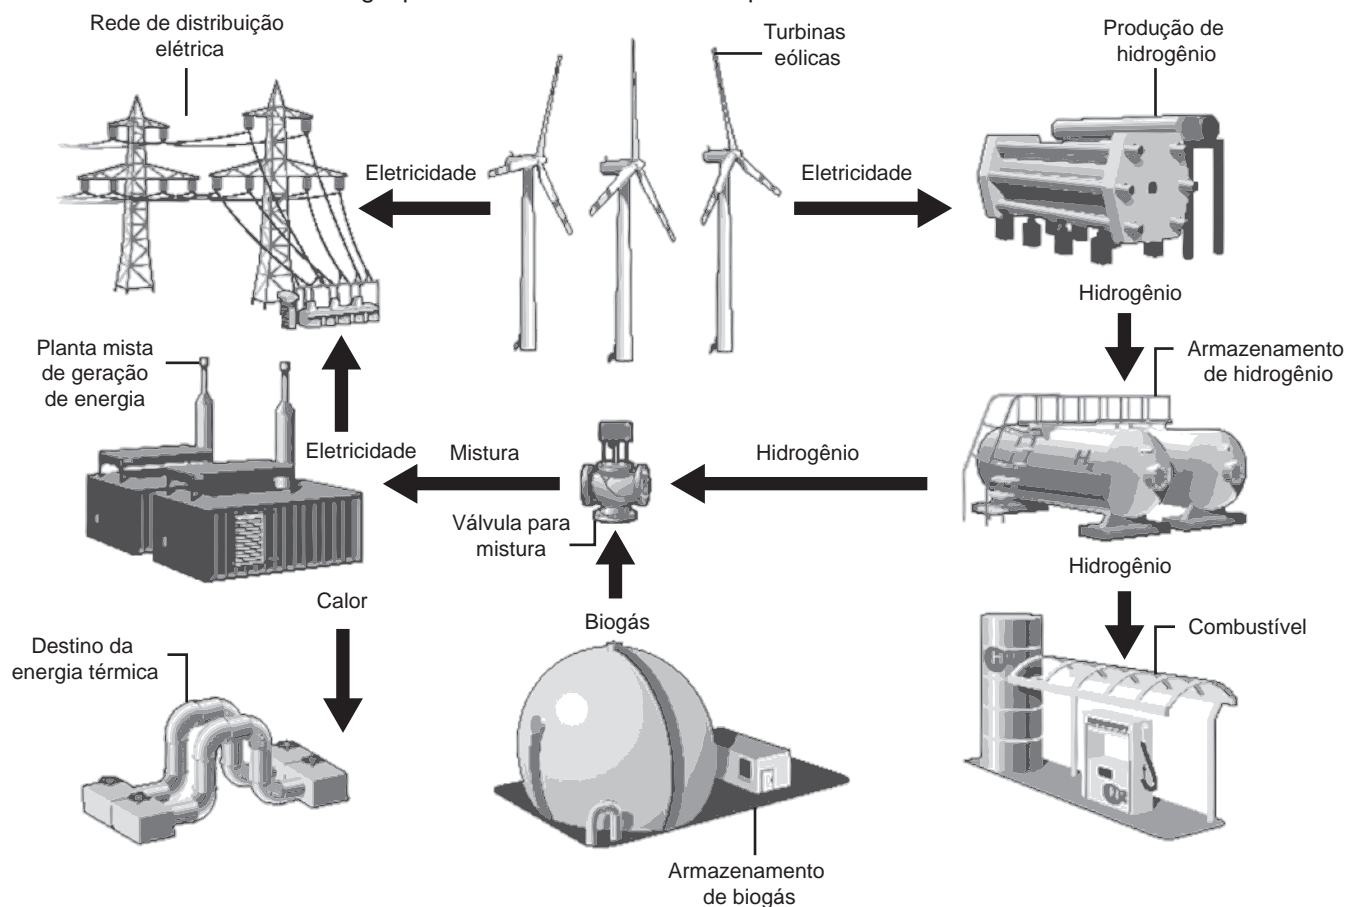 Rede de distribuição
elétrica
Turbinas
eólicas
Produção de
hidrogênio
Eletricidade
Eletricidade
Hidrogênio
Planta mista
de geração
de energia
Armazenamento
de hidrogênio
Eletricidade
Mistura
Hidrogênio
Válvula para
mistura
Hidrogênio
Calor
Biogás
Combustível
Destino da
energia térmica
Armazenamento
de biogás